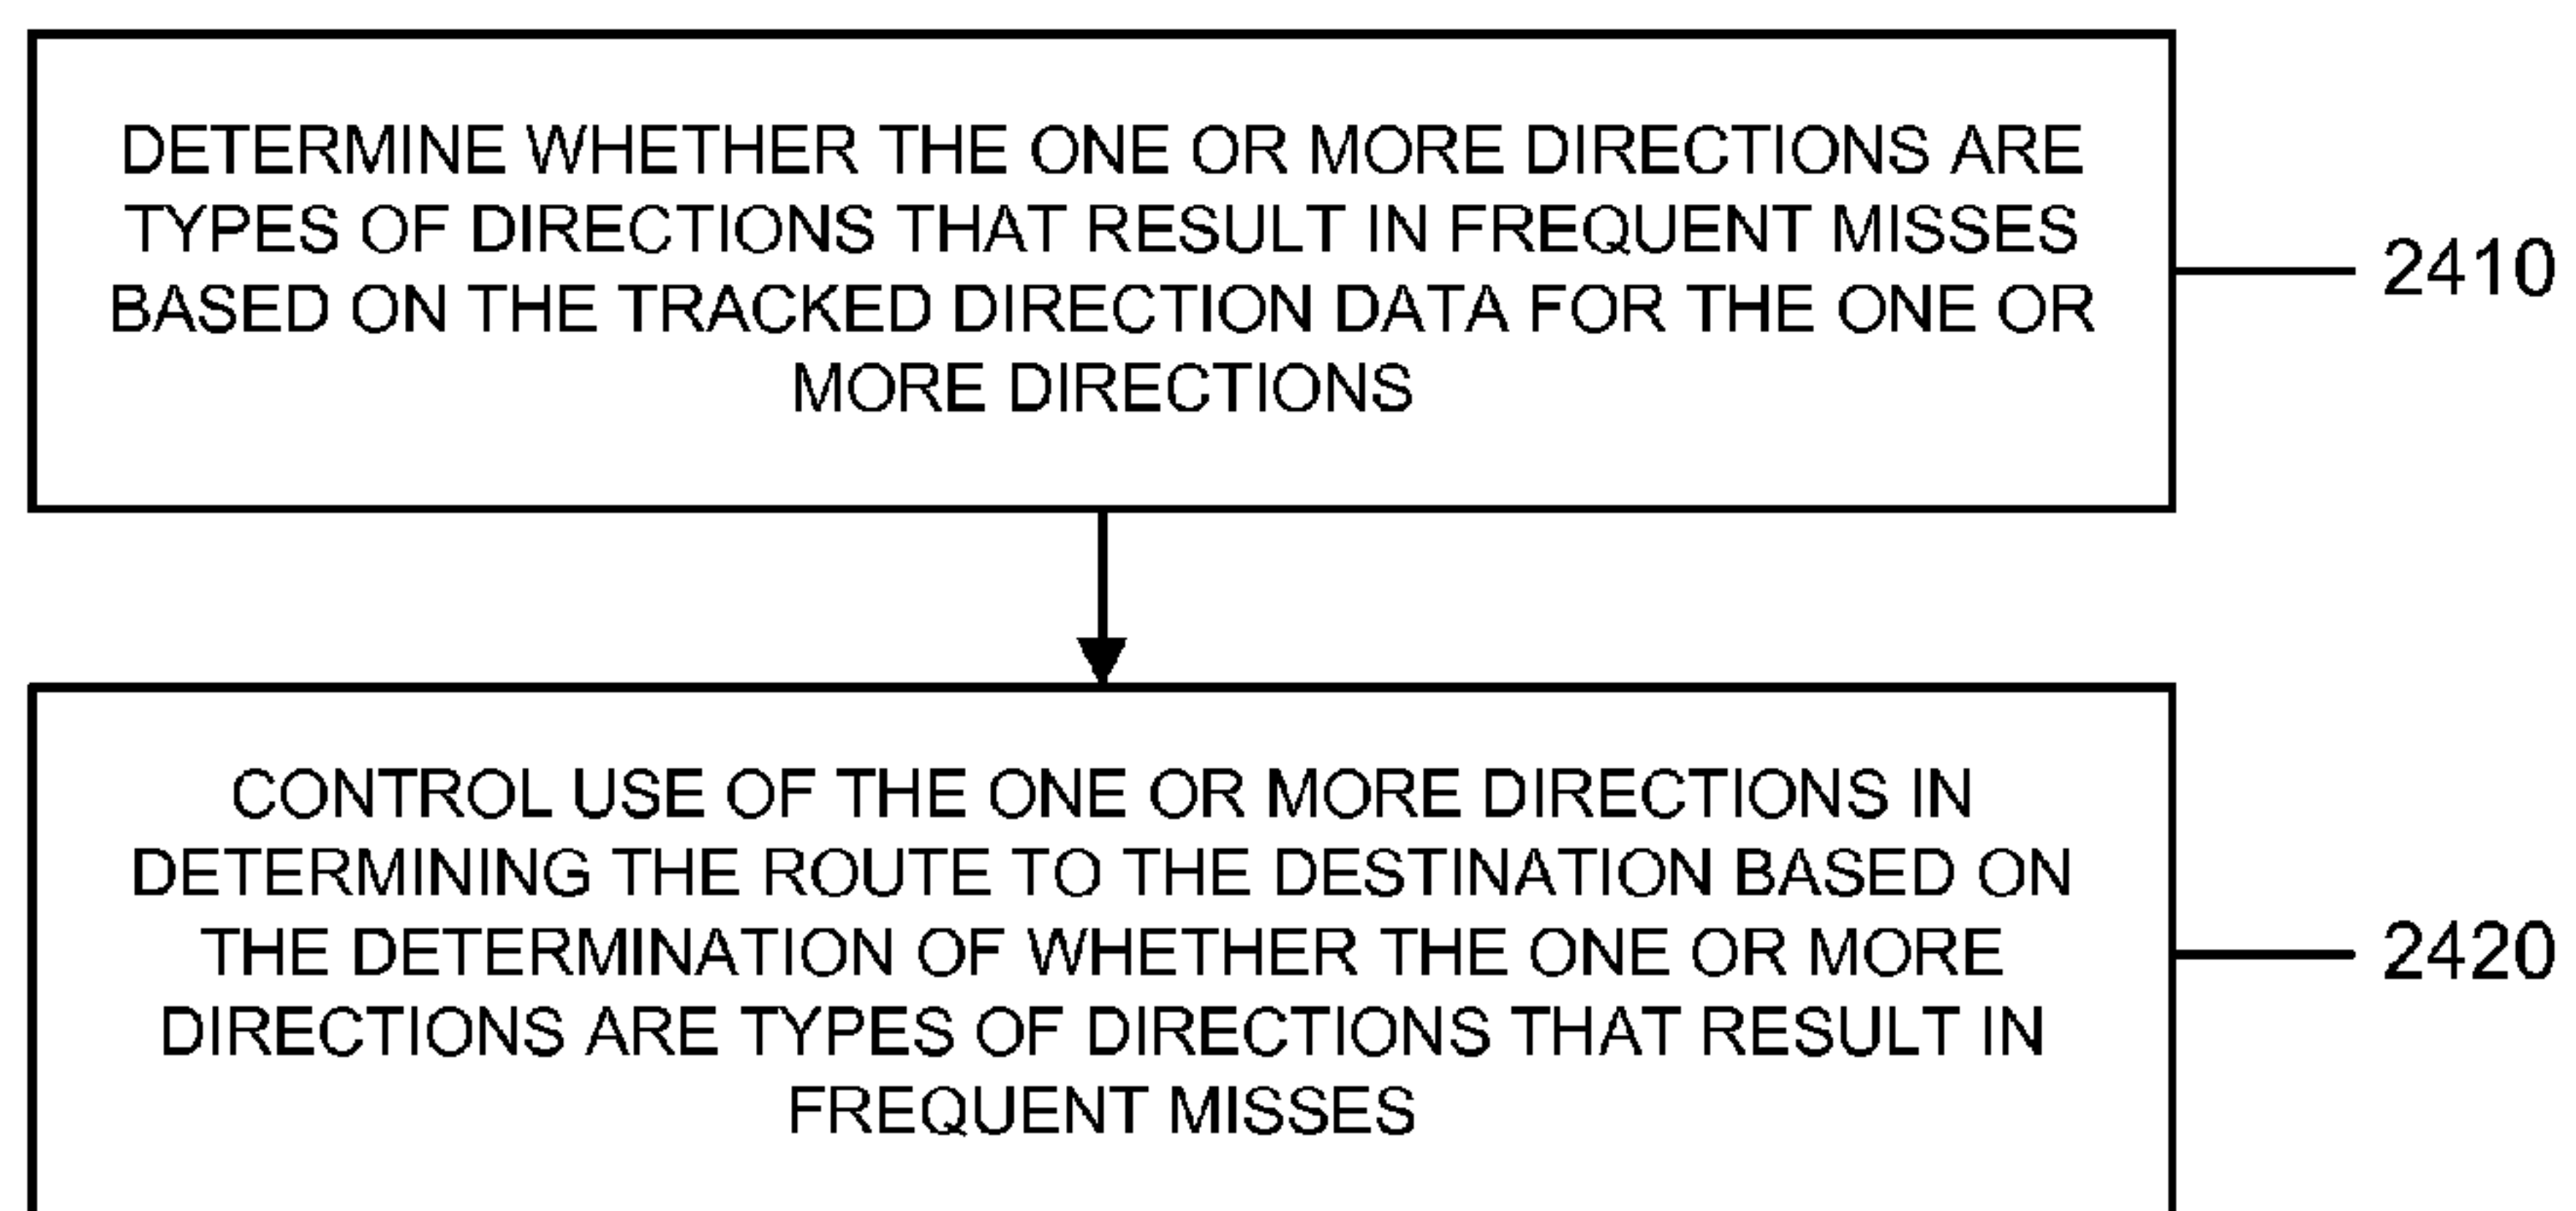 DETERMINE WHETHER THE ONE OR MORE DIRECTIONS ARE
TYPES OF DIRECTIONS THAT RESULT IN FREQUENT MISSES
BASED ON THE TRACKED DIRECTION DATA FOR THE ONE OR
MORE DIRECTIONS
2410
CONTROL USE OF THE ONE OR MORE DIRECTIONS IN
DETERMINING THE ROUTE TO THE DESTINATION BASED ON
THE DETERMINATION OF WHETHER THE ONE OR MORE
DIRECTIONS ARE TYPES OF DIRECTIONS THAT RESULT IN
FREQUENT MISSES
2420